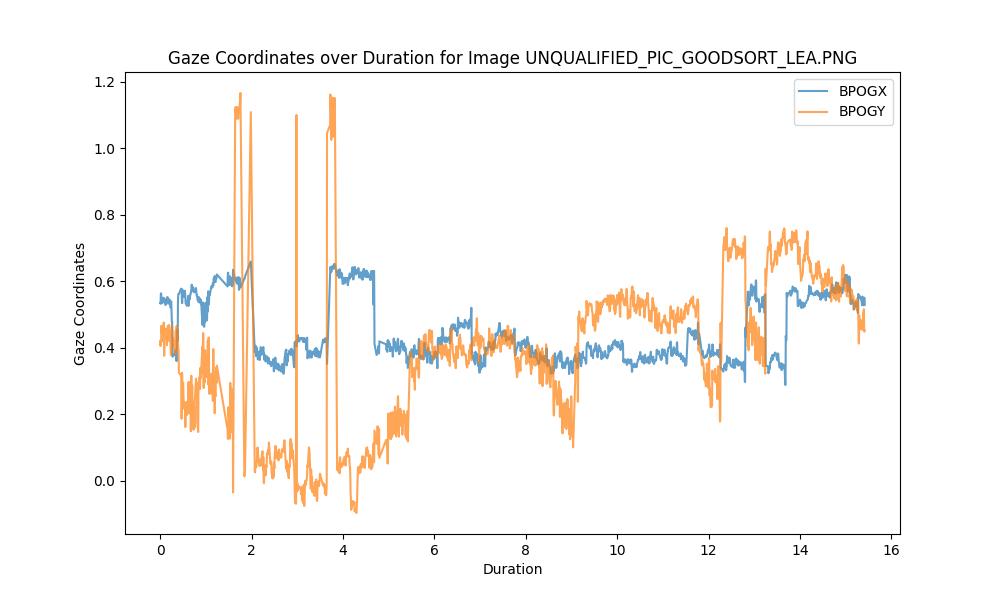 Gaze Coordinates over Duration for Image UNQUALIFIED_PIC_GOODSORT_LEA.PNG
BPOGX
BPOGY
1.2
1.0
0.8
0.6
0.4
0.2
0.0
Gaze Coordinates
0 2 4 6 8 10 12 14 16
Duration